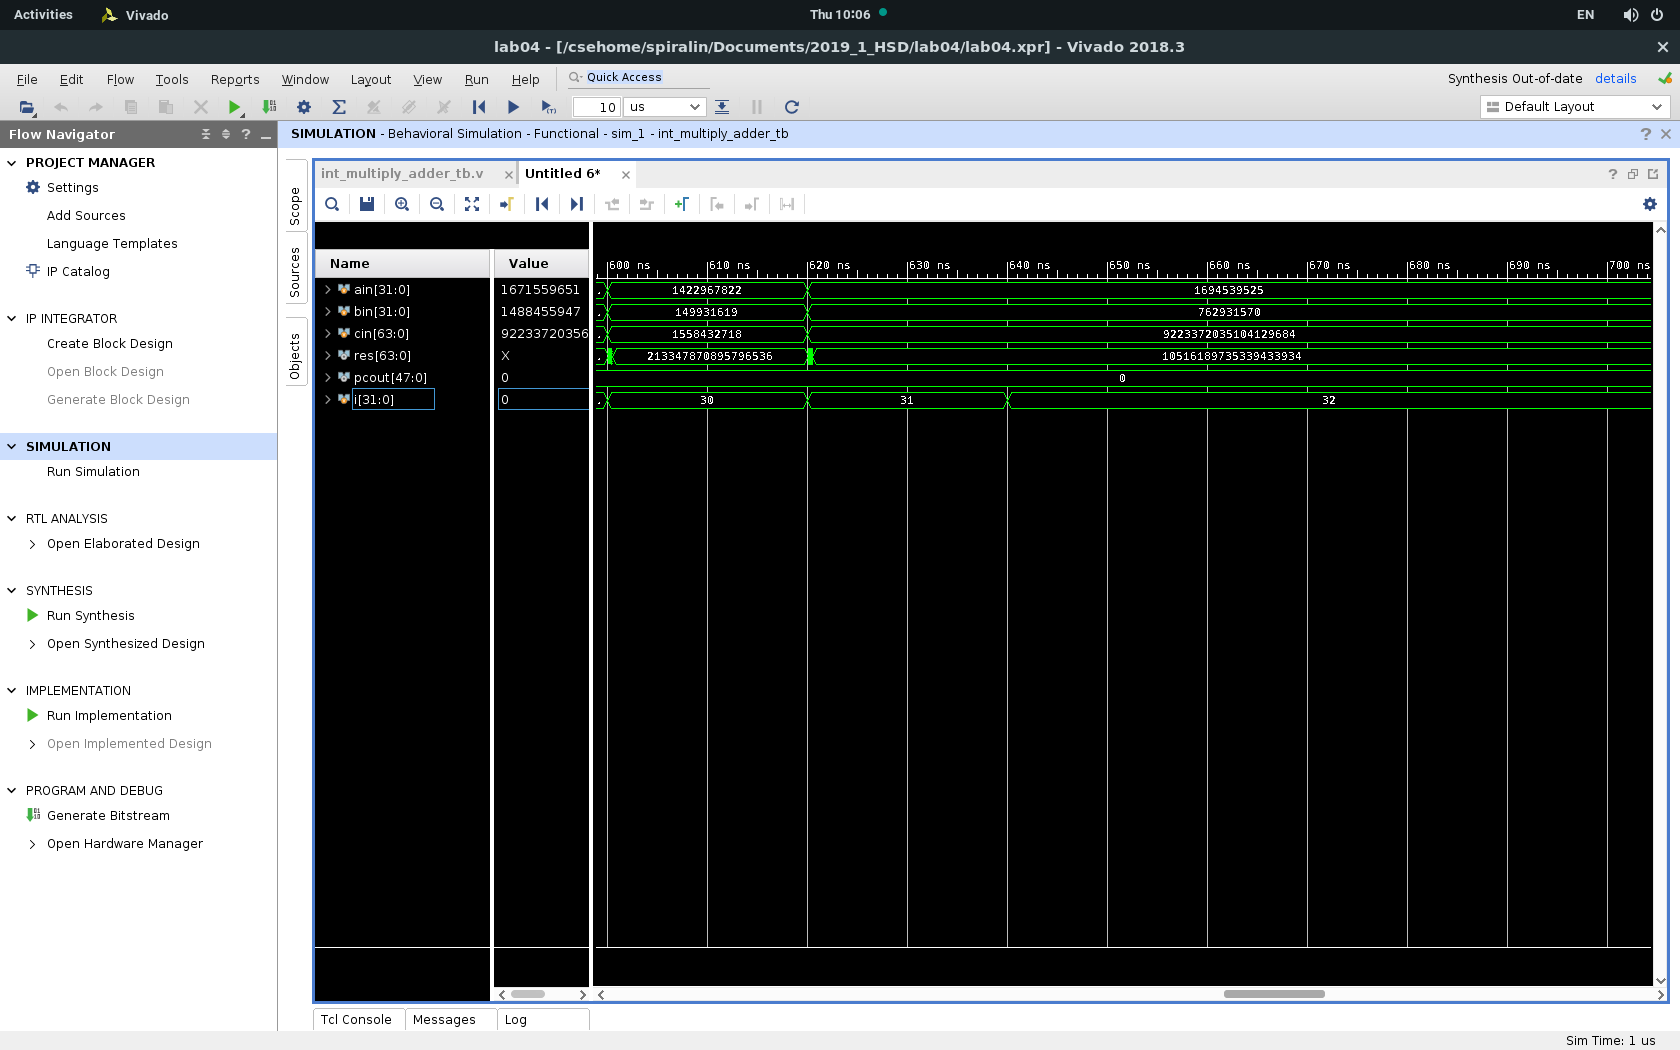 Activities Vivado Thu 10:06 EN
lab04 - [/csehome/spiralin/Documents/2019_1_HSD/lab04/lab04.xpr] - Vivado 2018.3
File Edit Flow Tools Reports Window Layout View Run Help Quick Access Synthesis Out-of-date details
10 us Default Layout
Flow Navigator
SIMULATION - Behavioral Simulation - Functional - sim_1 - int_multiply_adder_tb
PROJECT MANAGER
Settings
Add Sources
Language Templates
IP Catalog
IP INTEGRATOR
Create Block Design
Open Block Design
Generate Block Design
SIMULATION
Run Simulation
RTL ANALYSIS
Open Elaborated Design
SYNTHESIS
Run Synthesis
Open Synthesized Design
IMPLEMENTATION
Run Implementation
Open Implemented Design
PROGRAM AND DEBUG
Generate Bitstream
Open Hardware Manager
Scope
Sources
Objects
int_multiply_adder_tb.v Untitled 6*
Name Value 600 ns 610 ns 620 ns 630 ns 640 ns 650 ns 660 ns 670 ns 680 ns 690 ns 700 ns
ain[31:0] 1671559651 1422967822 1694539525
bin[31:0] 1488455947 149931619 762931570
cin[63:0] 92233720356 1558432718 9223372035104129684
res[63:0] X 213347870895796536 10516189735339433934
pcout[47:0] 0 0
i[31:0] 0 30 31 32
Tcl Console Messages Log
Sim Time: 1 us